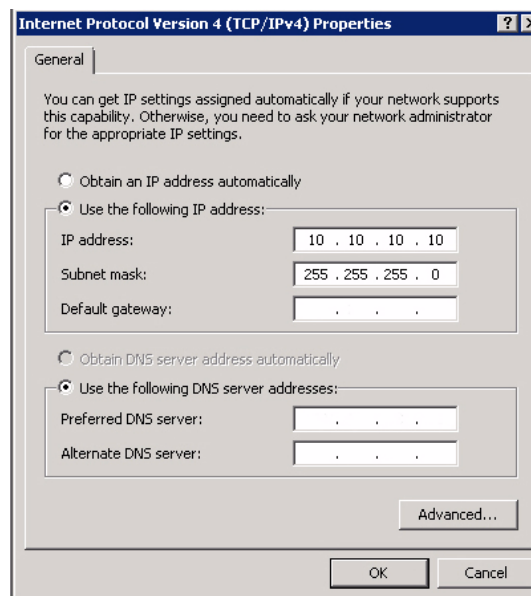 Internet Protocol Version 4 (TCP/IPv4) Properties ? X
General
You can get IP settings assigned automatically if your network supports
this capability. Otherwise, you need to ask your network administrator
for the appropriate IP settings.
Obtain an IP address automatically
Use the following IP address:
IP address: 10 . 10 . 10 . 10
Subnet mask: 255 . 255 . 255 . 0
Default gateway: . . .
Obtain DNS server address automatically
Use the following DNS server addresses:
Preferred DNS server: . . .
Alternate DNS server: . . .
Advanced...
OK Cancel